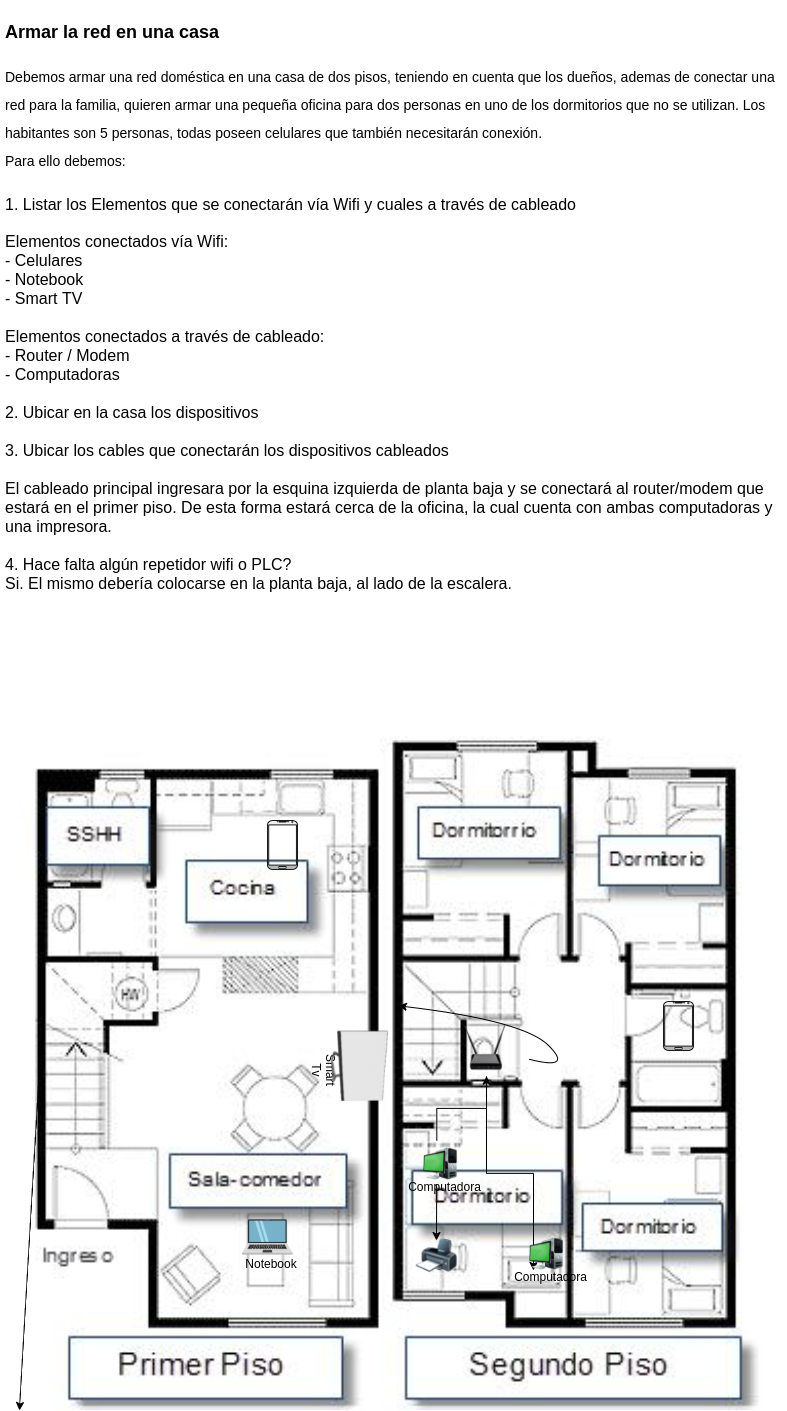 Armar la red en una casa
Debemos armar una red doméstica en una casa de dos pisos, teniendo en cuenta que los dueños, ademas de conectar una
red para la familia, quieren armar una pequeña oficina para dos personas en uno de los dormitorios que no se utilizan. Los
habitantes son 5 personas, todas poseen celulares que también necesitarán conexión.
Para ello debemos:
1. Listar los Elementos que se conectarán vía Wifi y cuales a través de cableado
Elementos conectados vía Wifi:
- Celulares
- Notebook
- Smart TV
Elementos conectados a través de cableado:
- Router / Modem
- Computadoras
2. Ubicar en la casa los dispositivos
3. Ubicar los cables que conectarán los dispositivos cableados
El cableado principal ingresara por la esquina izquierda de planta baja y se conectará al router/modem que
estará en el primer piso. De esta forma estará cerca de la oficina, la cual cuenta con ambas computadoras y
una impresora.
4. Hace falta algún repetidor wifi o PLC?
Si. El mismo debería colocarse en la planta baja, al lado de la escalera.
SSHH
Cocina
HW
Smart
Tv
Sala-comedor
Ingreso
Notebook
Primer Piso
Dormitorrio
Dormitorio
Computadora
Dormitorio
Dormitorio
Computadora
Segundo Piso